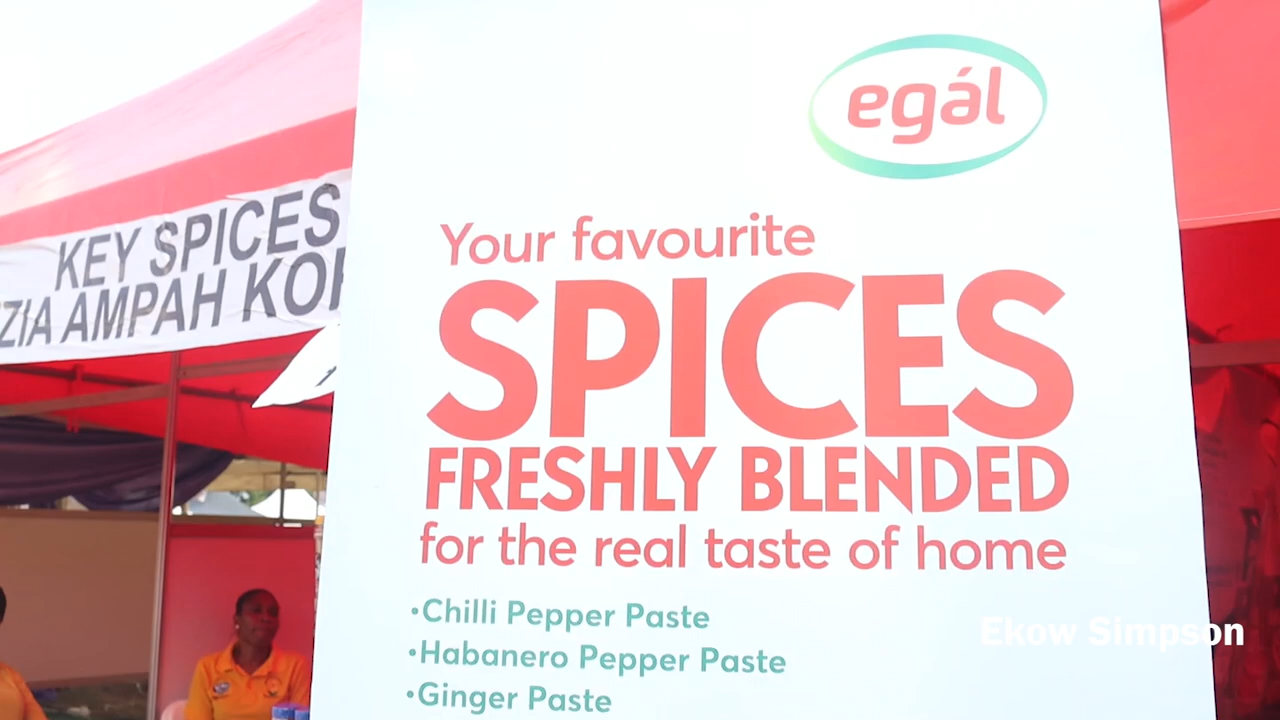 egál
KEY SPICES
ZIA AMPAH
Your favourite
SPICES
FRESHLY BLENDED
for the real taste of home
•Chilli Pepper Paste
•Habanero Pepper Paste
•Ginger Paste
Ekow Simpson